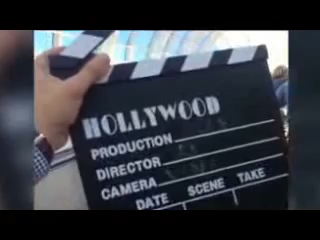 HOLLYWOOD
PRODUCTION
DIRECTOR
CAMERA
DATE SCENE TAKE